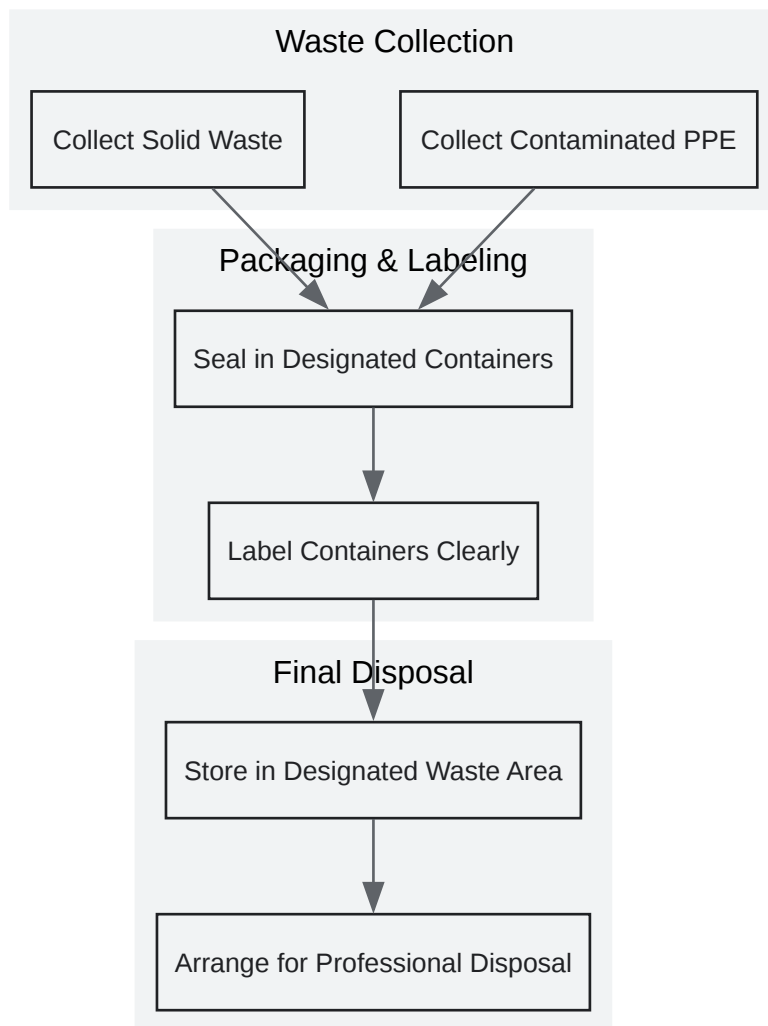 Waste Collection
Collect Solid Waste
Collect Contaminated PPE
Packaging & Labeling
Seal in Designated Containers
Label Containers Clearly
Final Disposal
Store in Designated Waste Area
Arrange for Professional Disposal